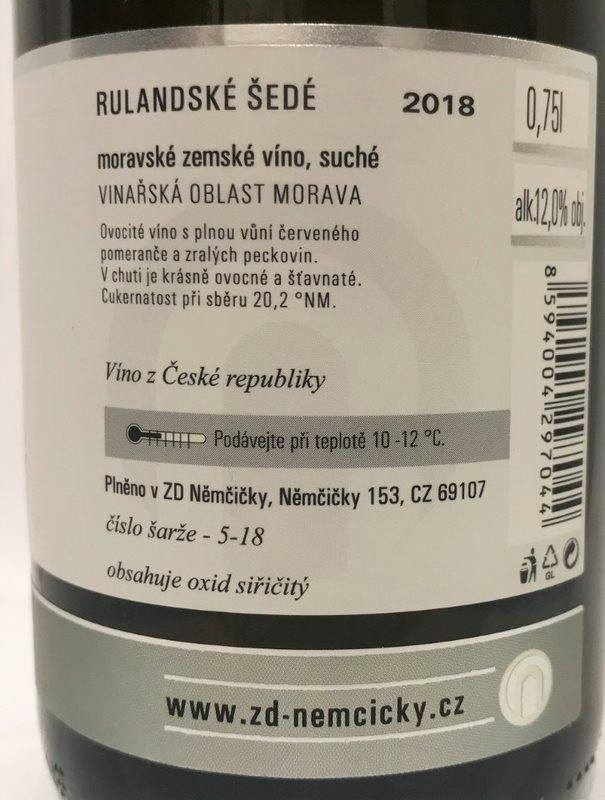 RULANDSKÉ ŠEDÉ 2018
0,75l
moravské zemské víno, suché
VINAŘSKÁ OBLAST MORAVA
alk.12,0% obj.
Ovocité víno s plnou vůní červeného
pomeranče a zralých peckovin.
V chuti je krásně ovocné a šťavnaté.
Cukernatost při sběru 20,2 °NM.
8 594004 297044
Víno z České republiky
Podávejte při teplotě 10 -12 °C.
Plněno v ZD Němčičky, Němčičky 153, CZ 69107
číslo šarže - 5-18
obsahuje oxid siřičitý
GL
www.zd-nemcicky.cz